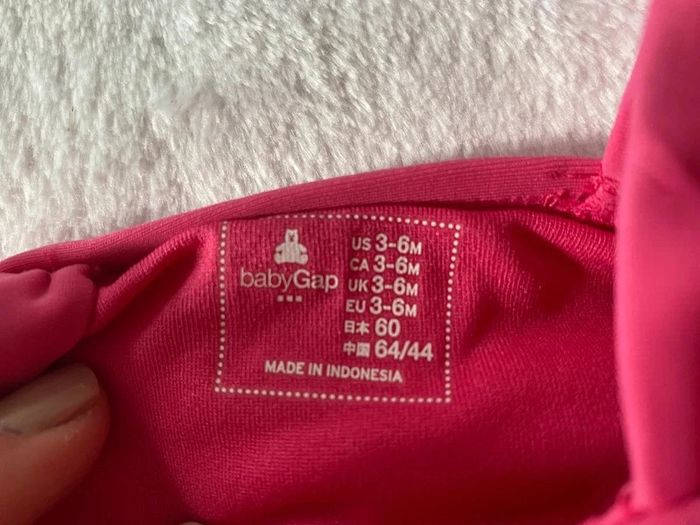 babyGap
US 3-6M
CA 3-6M
UK 3-6M
EU 3-6M
日本 60
中国 64/44
MADE IN INDONESIA